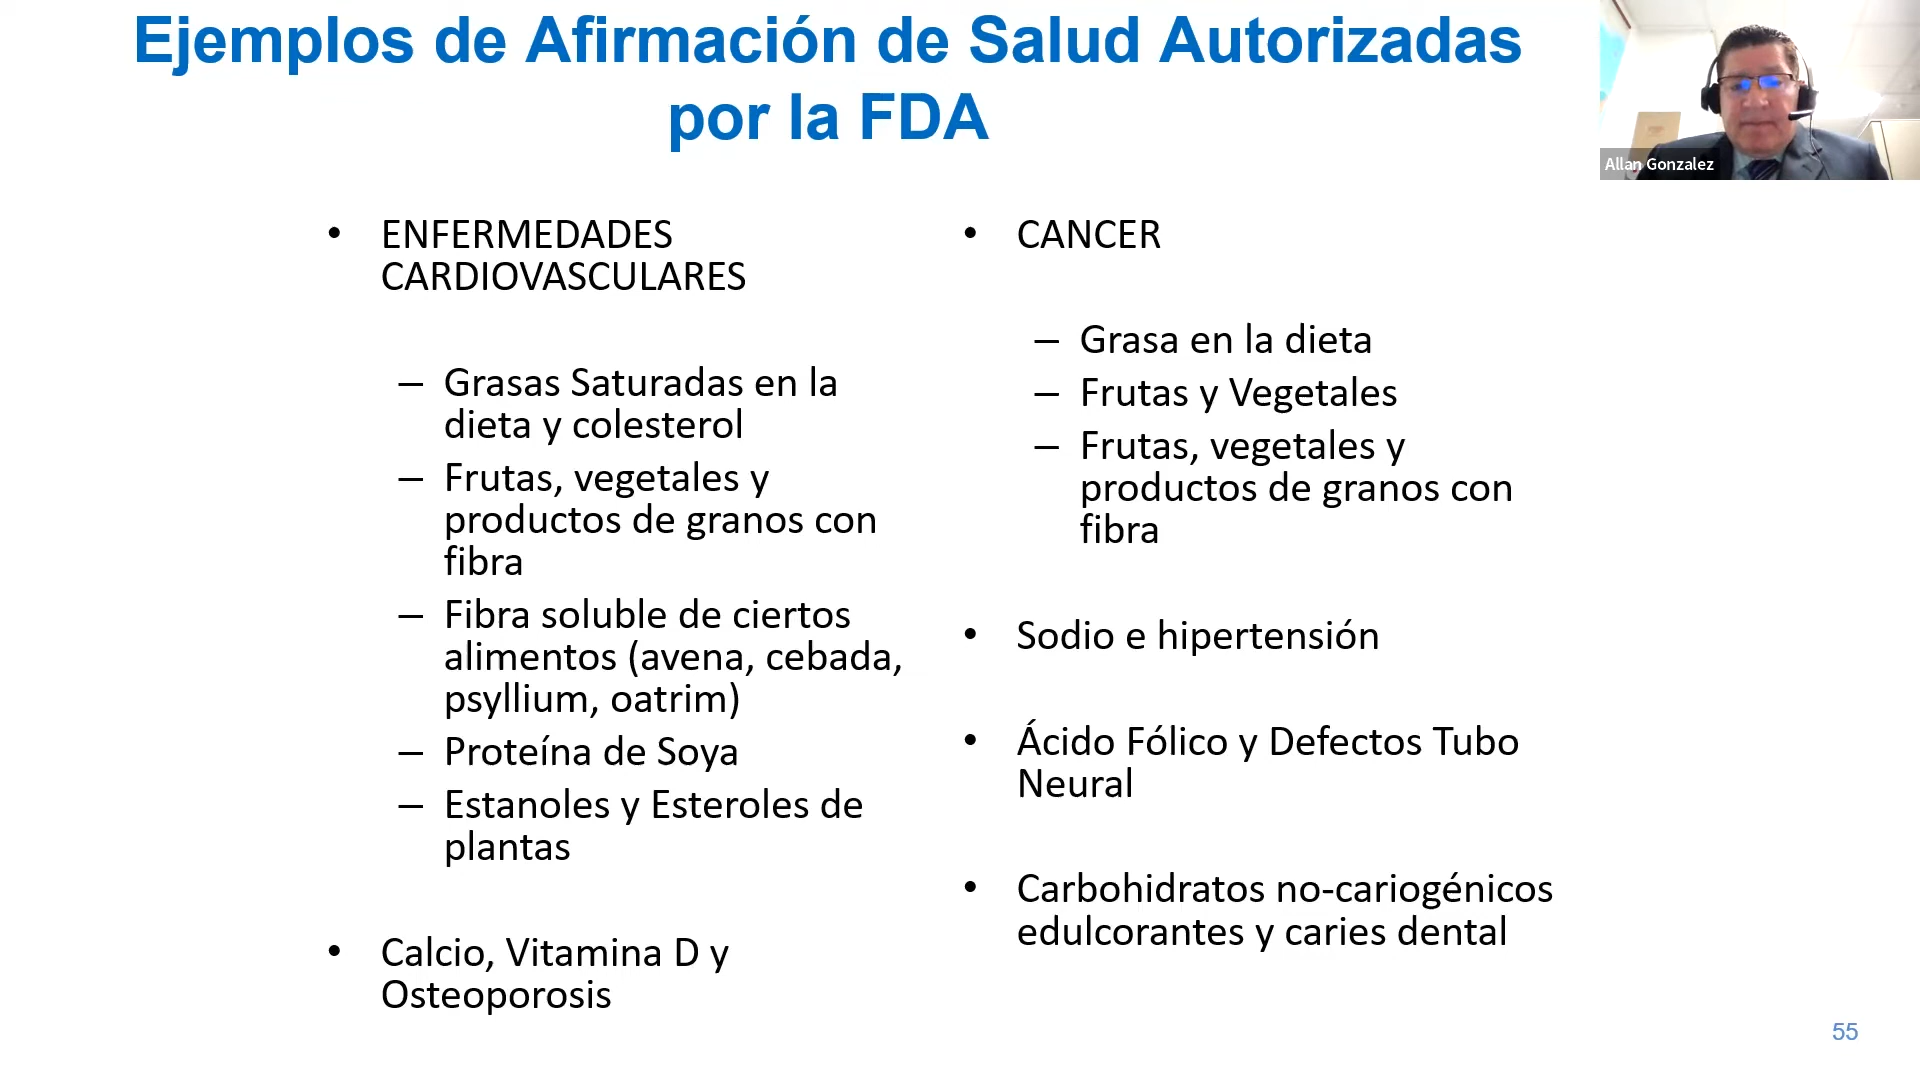 Ejemplos de Afirmación de Salud Autorizadas
por la FDA
Allan Gonzalez
• ENFERMEDADES
CARDIOVASCULARES
– Grasas Saturadas en la
dieta y colesterol
– Frutas, vegetales y
productos de granos con
fibra
– Fibra soluble de ciertos
alimentos (avena, cebada,
psyllium, oatrim)
– Proteína de Soya
– Estanoles y Esteroles de
plantas
• Calcio, Vitamina D y
Osteoporosis
• CANCER
– Grasa en la dieta
– Frutas y Vegetales
– Frutas, vegetales y
productos de granos con
fibra
• Sodio e hipertensión
• Ácido Fólico y Defectos Tubo
Neural
• Carbohidratos no-cariogénicos
edulcorantes y caries dental
55